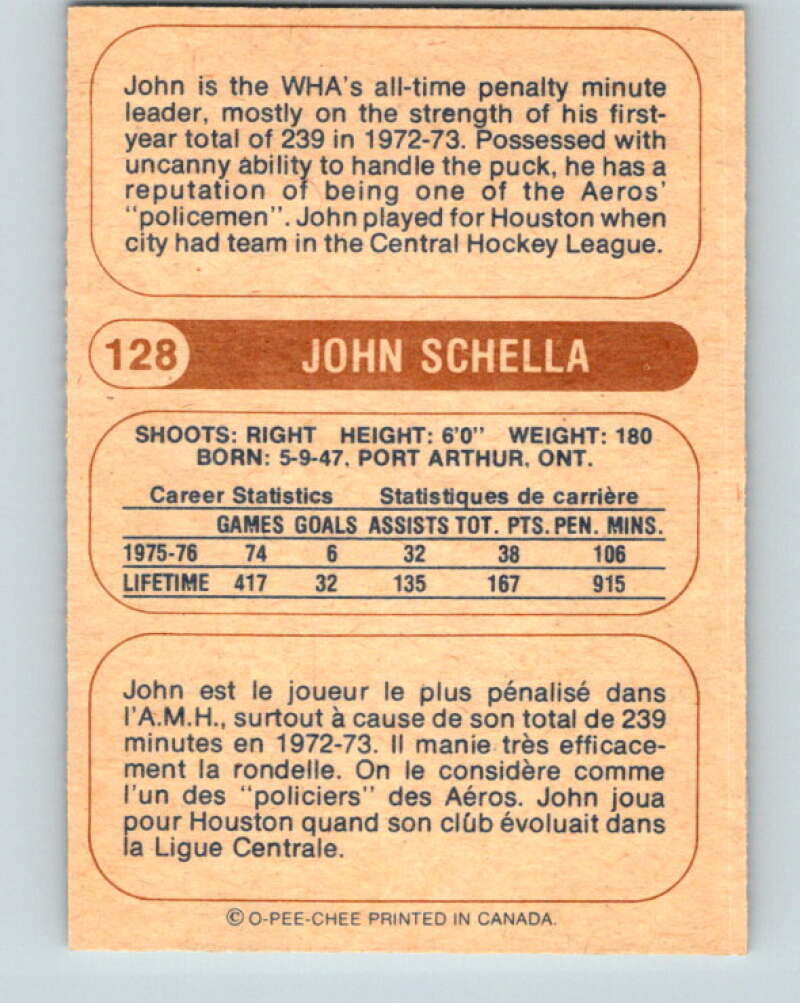 John is the WHA's all-time penalty minute
leader, mostly on the strength of his first-
year total of 239 in 1972-73. Possessed with
uncanny ability to handle the puck, he has a
reputation of being one of the Aeros'
"policemen". John played for Houston when
city had team in the Central Hockey League.
128 JOHN SCHELLA
SHOOTS: RIGHT HEIGHT: 6'0" WEIGHT: 180
BORN: 5-9-47, PORT ARTHUR, ONT.
Career Statistics Statistiques de carrière
GAMES GOALS ASSISTS TOT. PTS. PEN. MINS.
1975-76 74 6 32 38 106
LIFETIME 417 32 135 167 915
John est le joueur le plus pénalisé dans
l'A.M.H., surtout à cause de son total de 239
minutes en 1972-73. Il manie très efficace-
ment la rondelle. On le considère comme
l'un des "policiers" des Aéros. John joua
pour Houston quand son club évoluait dans
la Ligue Centrale.
© O-PEE-CHEE PRINTED IN CANADA.